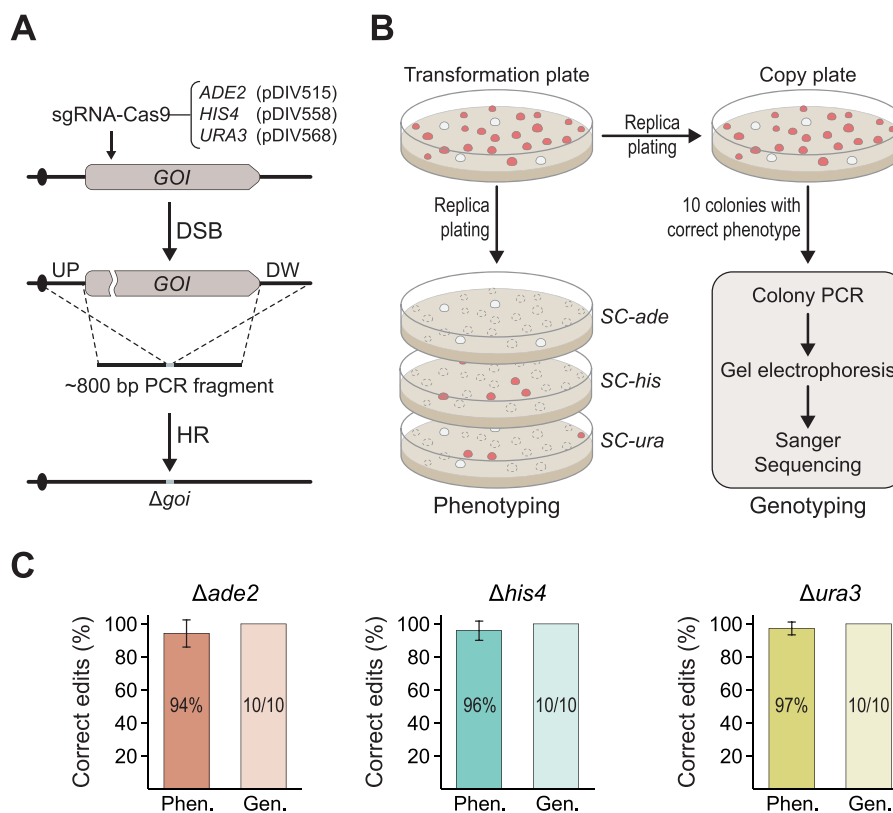 A
sgRNA-Cas9
ADE2 (pDIV515)
HIS4 (pDIV558)
URA3 (pDIV568)
GOI
DSB
UP
GOI
DW
~800 bp PCR fragment
HR
Δgoi
B
Transformation plate
Replica
plating
Copy plate
Replica
plating
10 colonies with
correct phenotype
SC-ade
SC-his
SC-ura
Phenotyping
Colony PCR
Gel electrophoresis
Sanger
Sequencing
Genotyping
C
Δade2
Correct edits (%)
100
80
60
40
20
94%
10/10
Phen.
Gen.
Δhis4
Correct edits (%)
100
80
60
40
20
96%
10/10
Phen.
Gen.
Δura3
Correct edits (%)
100
80
60
40
20
97%
10/10
Phen.
Gen.